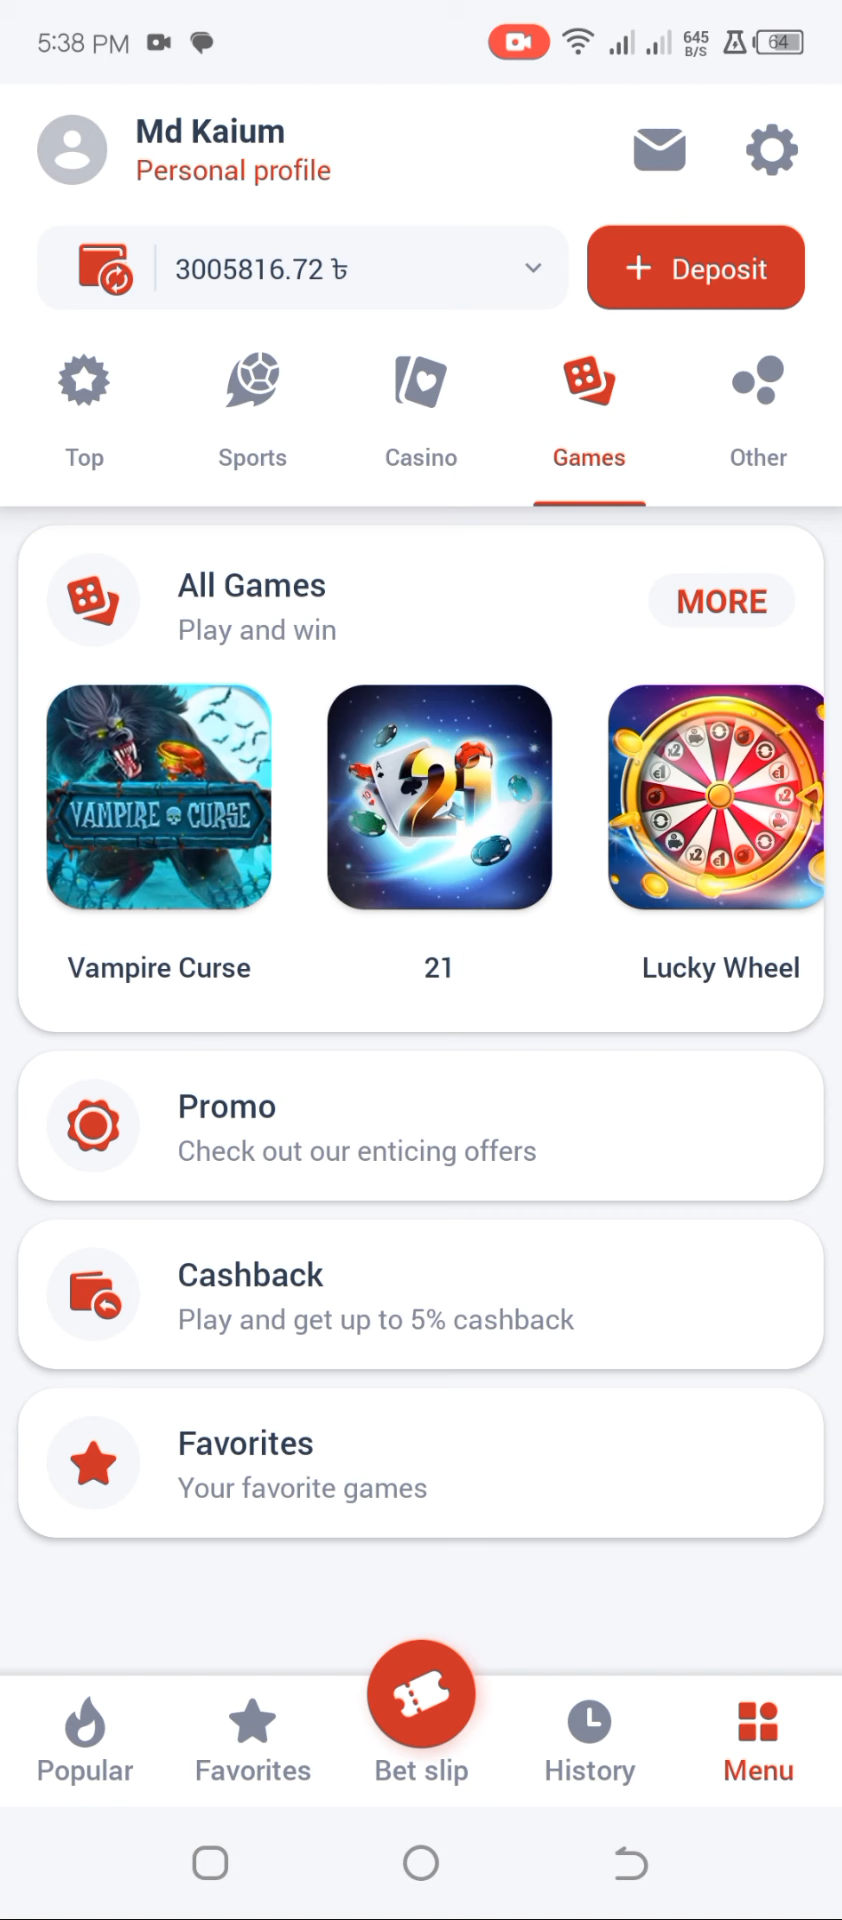 5:38 PM
645
B/S
64
Md Kaium
Personal profile
3005816.72 ৳
+ Deposit
Top
Sports
Casino
Games
Other
All Games
Play and win
MORE
VAMPIRE CURSE
21
Vampire Curse
21
Lucky Wheel
Promo
Check out our enticing offers
Cashback
Play and get up to 5% cashback
Favorites
Your favorite games
Popular
Favorites
Bet slip
History
Menu